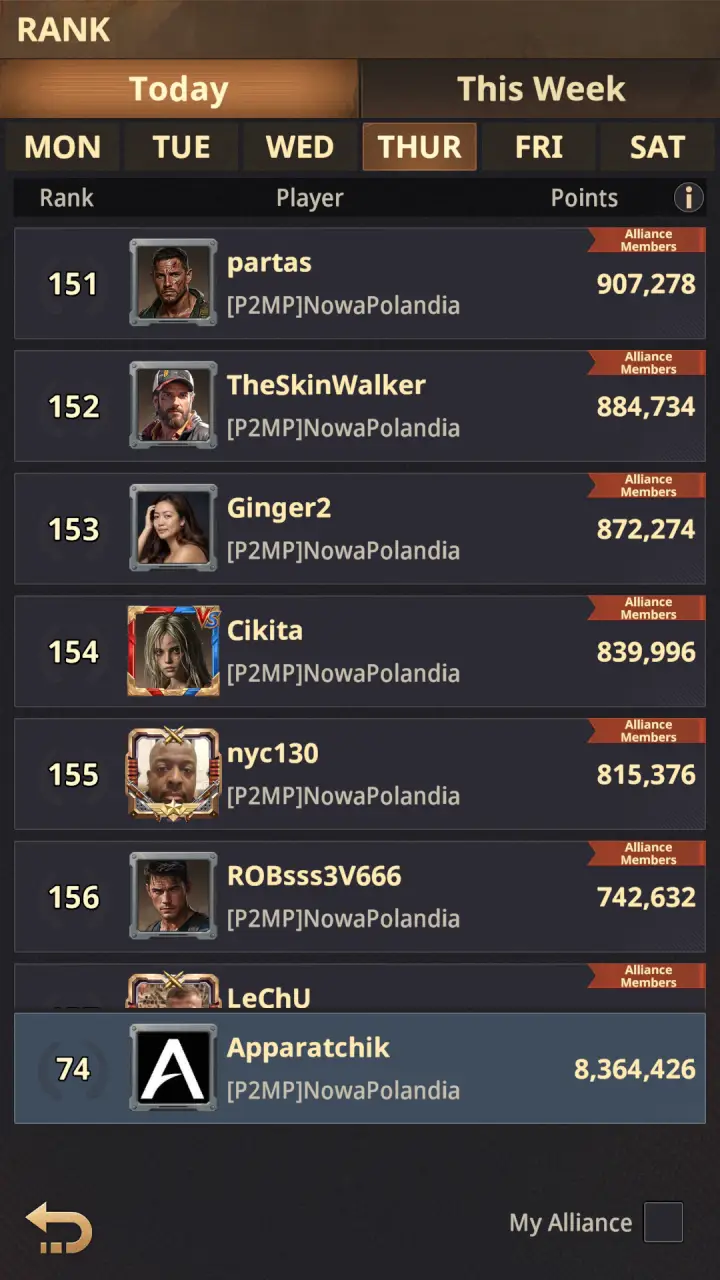 RANK
Today
This Week
MON TUE WED THUR FRI SAT
Rank Player Points
Alliance Members
151 partas 907,278
[P2MP]NowaPolandia
Alliance Members
152 TheSkinWalker 884,734
[P2MP]NowaPolandia
Alliance Members
153 Ginger2 872,274
[P2MP]NowaPolandia
Alliance Members
154 Cikita 839,996
[P2MP]NowaPolandia
VS
Alliance Members
155 nyc130 815,376
[P2MP]NowaPolandia
Alliance Members
156 ROBsss3V666 742,632
[P2MP]NowaPolandia
Alliance Members
LeChU
74 Apparatchik 8,364,426
[P2MP]NowaPolandia
My Alliance